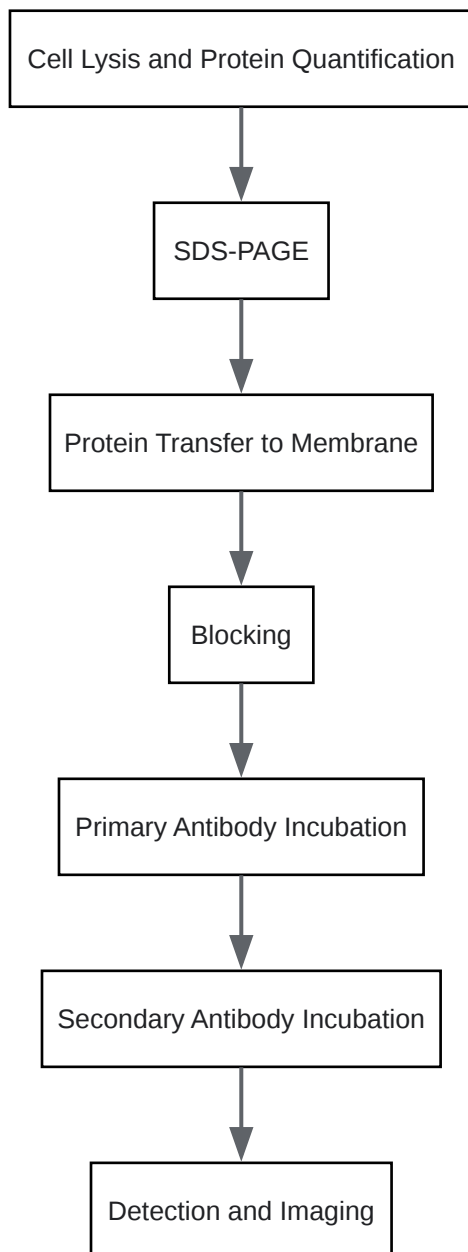 Cell Lysis and Protein Quantification
SDS-PAGE
Protein Transfer to Membrane
Blocking
Primary Antibody Incubation
Secondary Antibody Incubation
Detection and Imaging